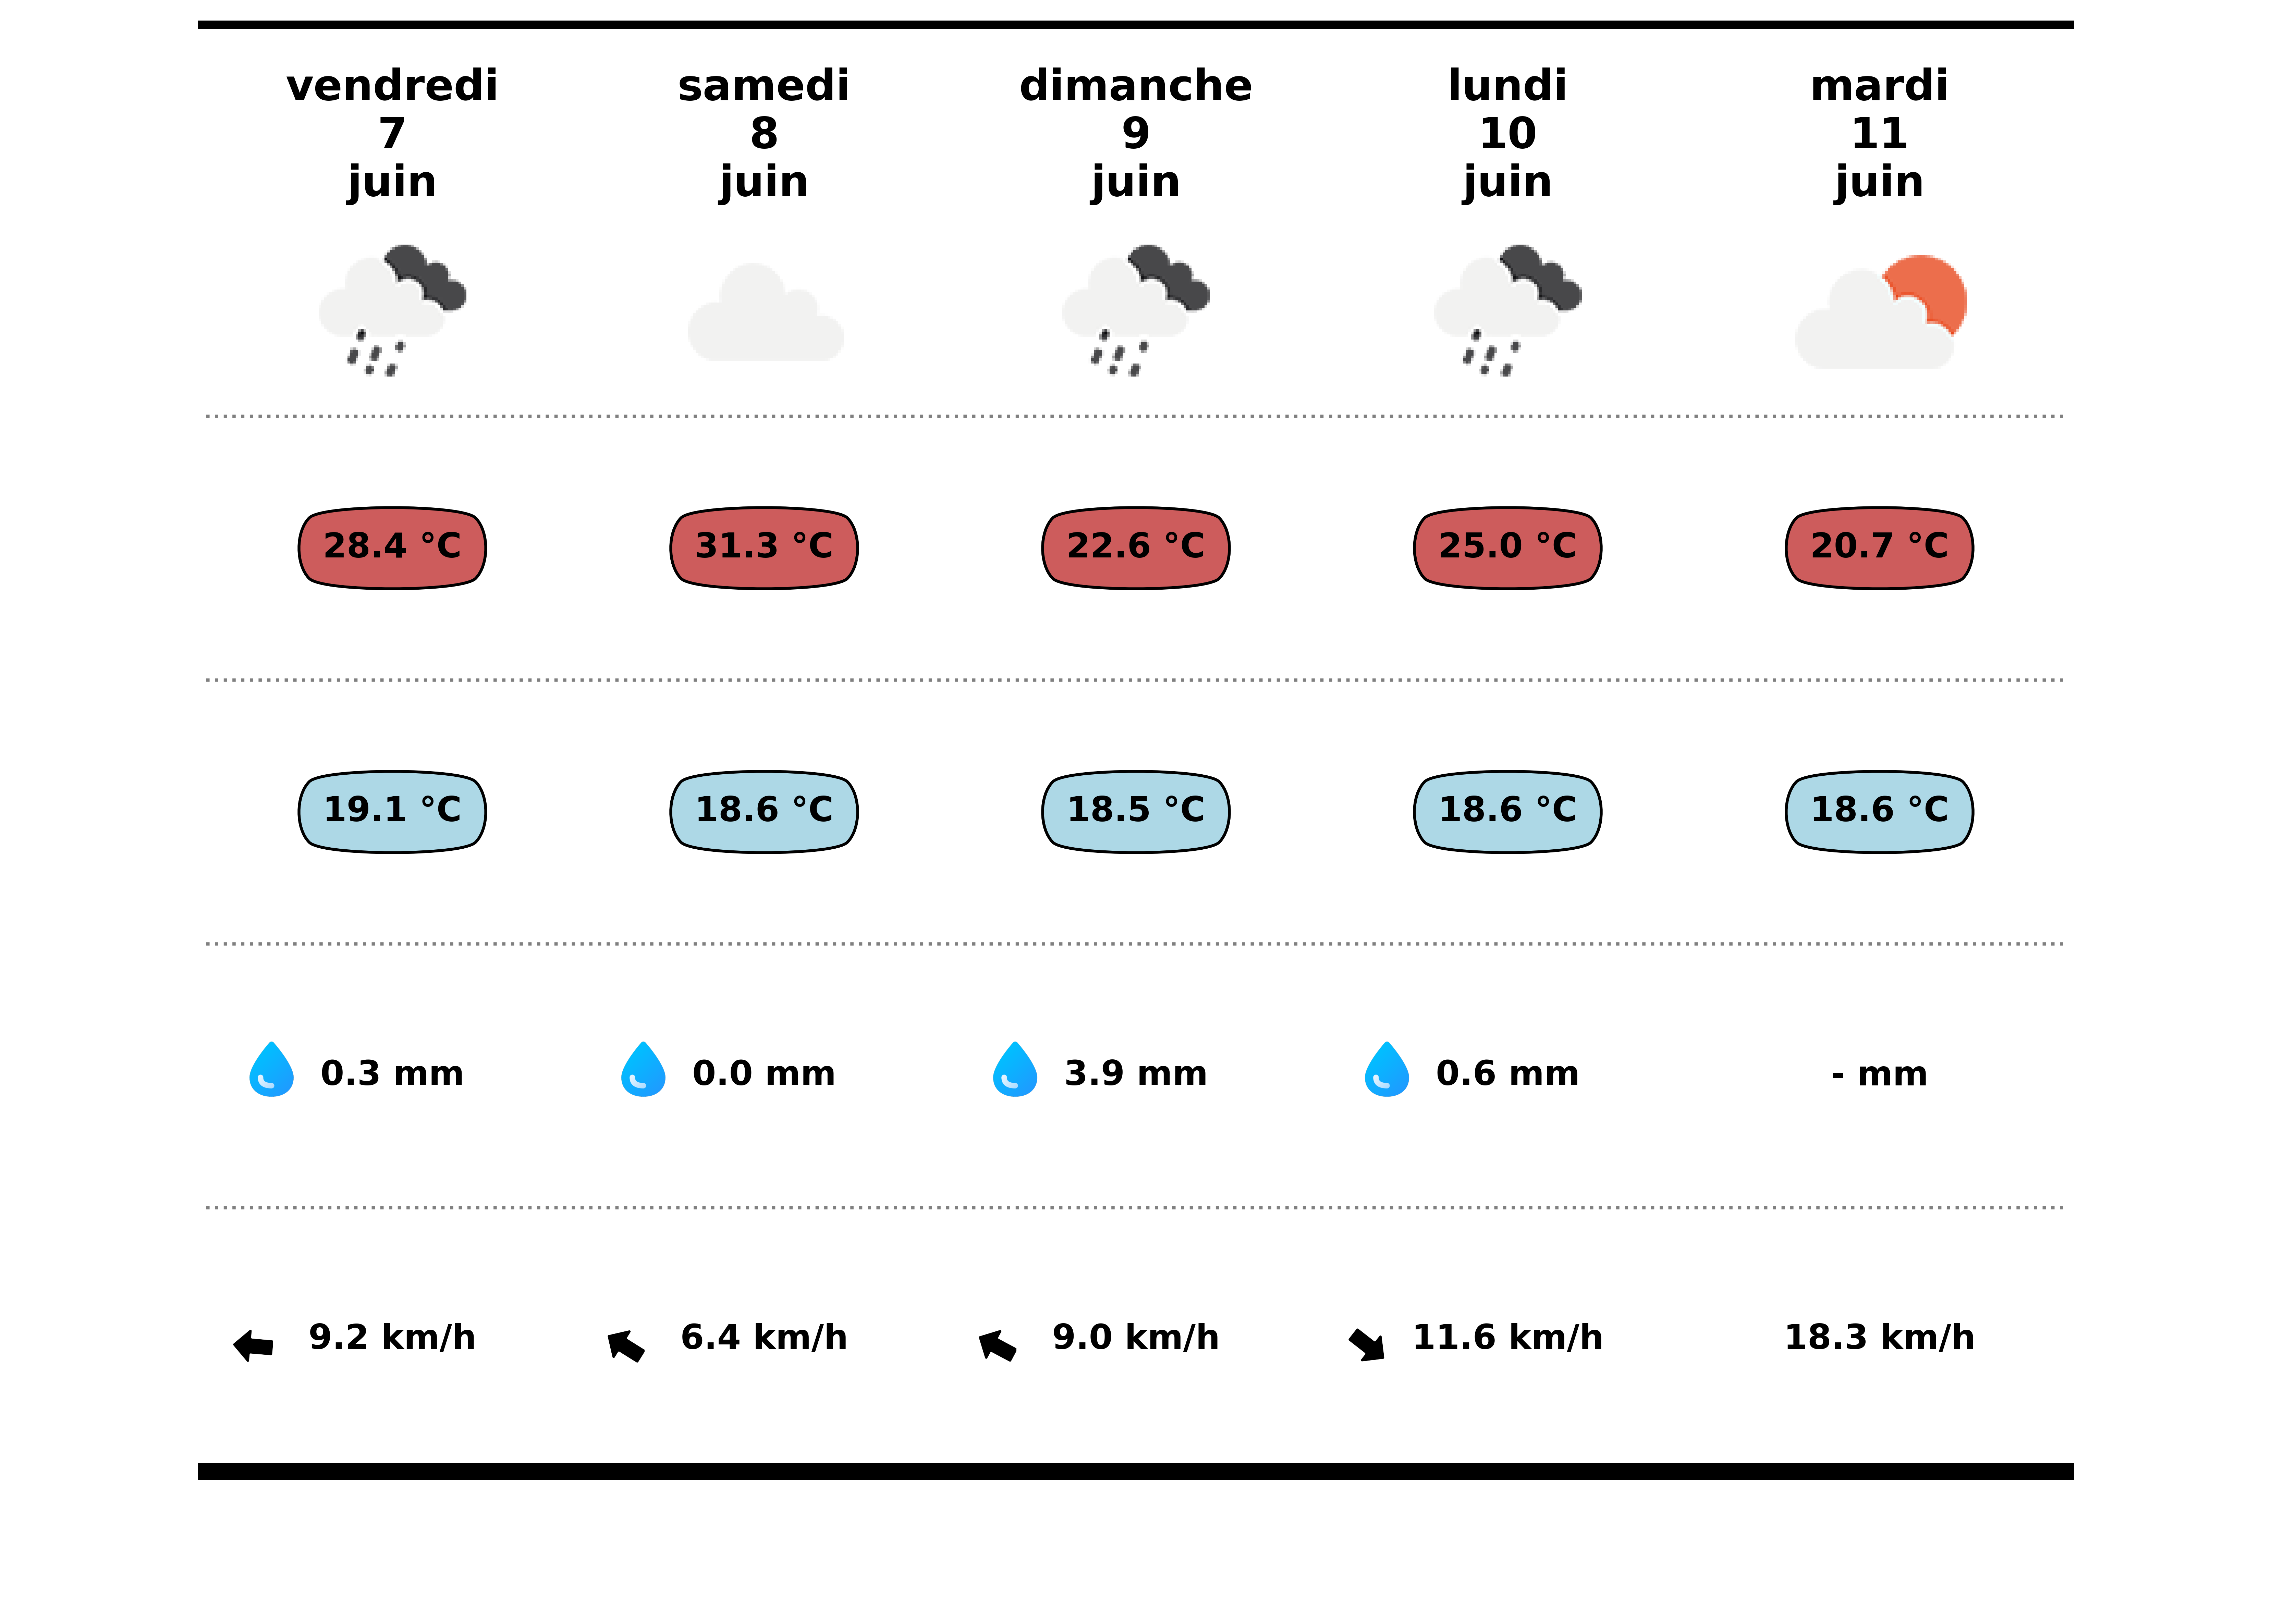 vendredi
7
juin
samedi
8
juin
dimanche
9
juin
lundi
10
juin
mardi
11
juin
28.4 °C
31.3 °C
22.6 °C
25.0 °C
20.7 °C
19.1 °C
18.6 °C
18.5 °C
18.6 °C
18.6 °C
0.3 mm
0.0 mm
3.9 mm
0.6 mm
- mm
9.2 km/h
6.4 km/h
9.0 km/h
11.6 km/h
18.3 km/h